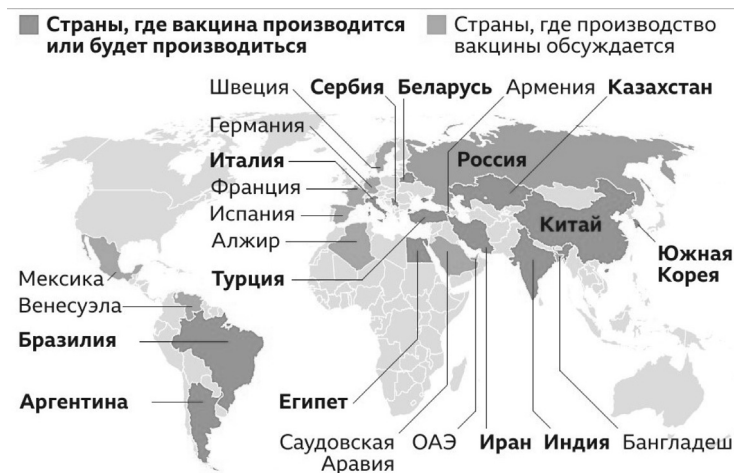 Страны, где вакцина производится
или будет производиться
Страны, где производство
вакцины обсуждается
Швеция
Сербия
Беларусь
Армения
Казахстан
Германия
Италия
Россия
Франция
Испания
Китай
Алжир
Южная
Корея
Мексика
Турция
Венесуэла
Бразилия
Аргентина
Египет
Саудовская
Аравия
ОАЭ
Иран
Индия
Бангладеш